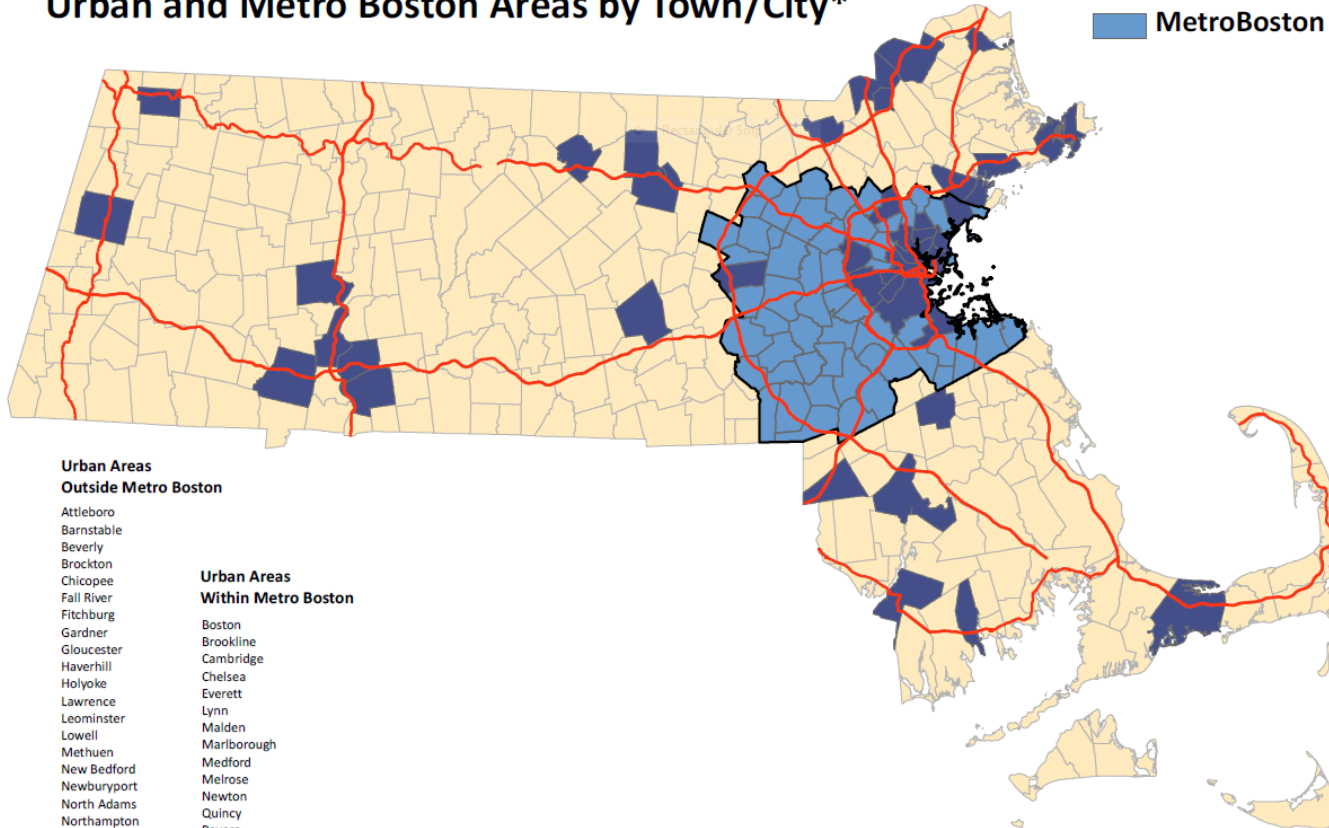 Urban and Metro Boston Areas by Town/City*
MetroBoston
Rectangular Snip
Urban Areas
Outside Metro Boston
Attleboro
Barnstable
Beverly
Brockton
Chicopee
Fall River
Fitchburg
Gardner
Gloucester
Haverhill
Holyoke
Lawrence
Leominster
Lowell
Methuen
New Bedford
Newburyport
North Adams
Northampton
Urban Areas
Within Metro Boston
Boston
Brookline
Cambridge
Chelsea
Everett
Lynn
Malden
Marlborough
Medford
Melrose
Newton
Quincy